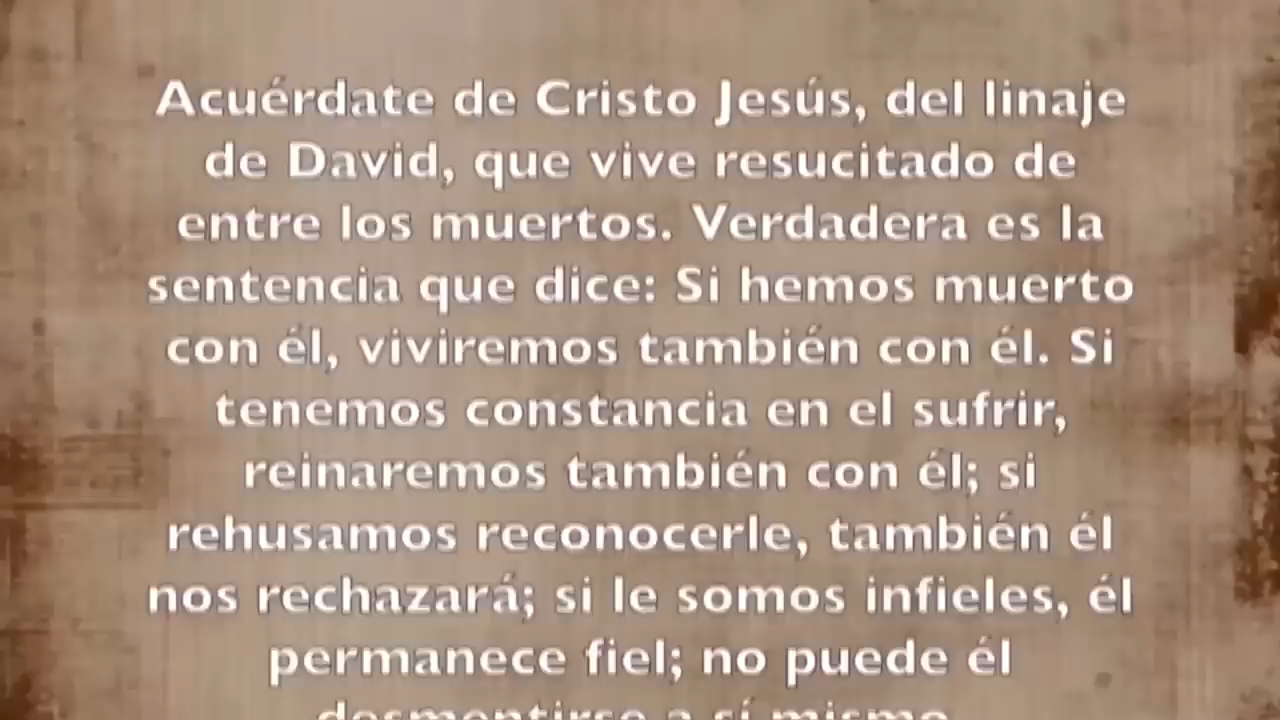 Acuérdate de Cristo Jesús, del linaje
de David, que vive resucitado de
entre los muertos. Verdadera es la
sentencia que dice: Si hemos muerto
con él, viviremos también con él. Si
tenemos constancia en el sufrir,
reinaremos también con él; si
rehusamos reconocerle, también él
nos rechazará; si le somos infieles, él
permanece fiel; no puede él
desmentirse a sí mismo